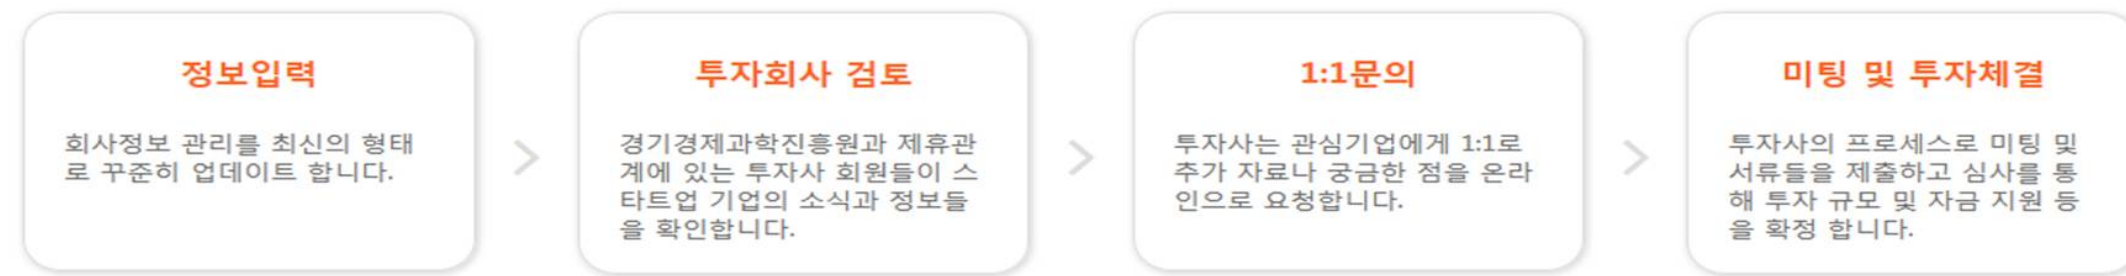 정보입력
회사정보 관리를 최신의 형태
로 꾸준히 업데이트 합니다.
투자회사 검토
경기경제과학진흥원과 제휴관
계에 있는 투자사 회원들이 스
타트업 기업의 소식과 정보들
을 확인합니다.
1:1문의
투자사는 관심기업에게 1:1로
추가 자료나 궁금한 점을 온라
인으로 요청합니다.
미팅 및 투자체결
투자사의 프로세스로 미팅 및
서류들을 제출하고 심사를 통
해 투자 규모 및 자금 지원 등
을 확정 합니다.